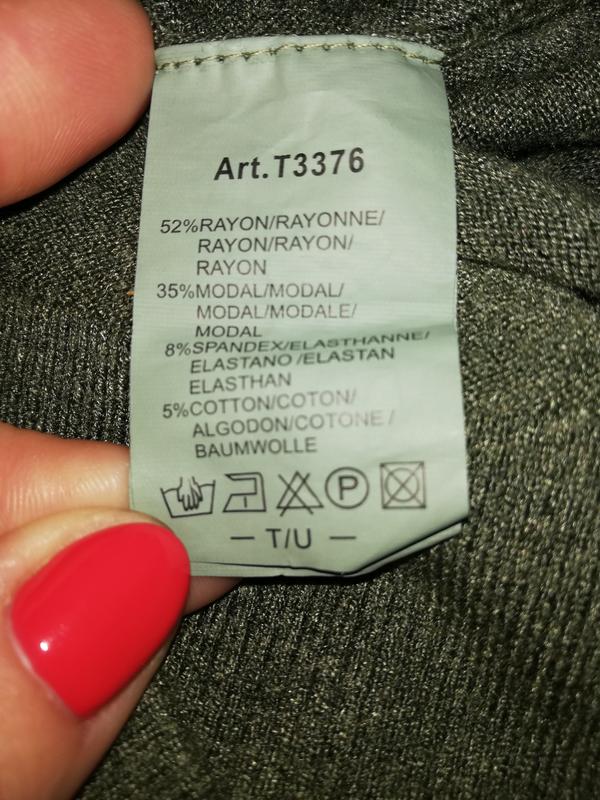 Art.T3376
52%RAYON/RAYONNE/
RAYON/RAYON/
RAYON
35%MODAL/MODAL/
MODAL/MODALE/
MODAL
8%SPANDEX/ELASTHANNE/
ELASTANO/ELASTAN
ELASTHAN
5%COTTON/COTON/
ALGODON/COTONE/
BAUMWOLLE
P
— T/U —